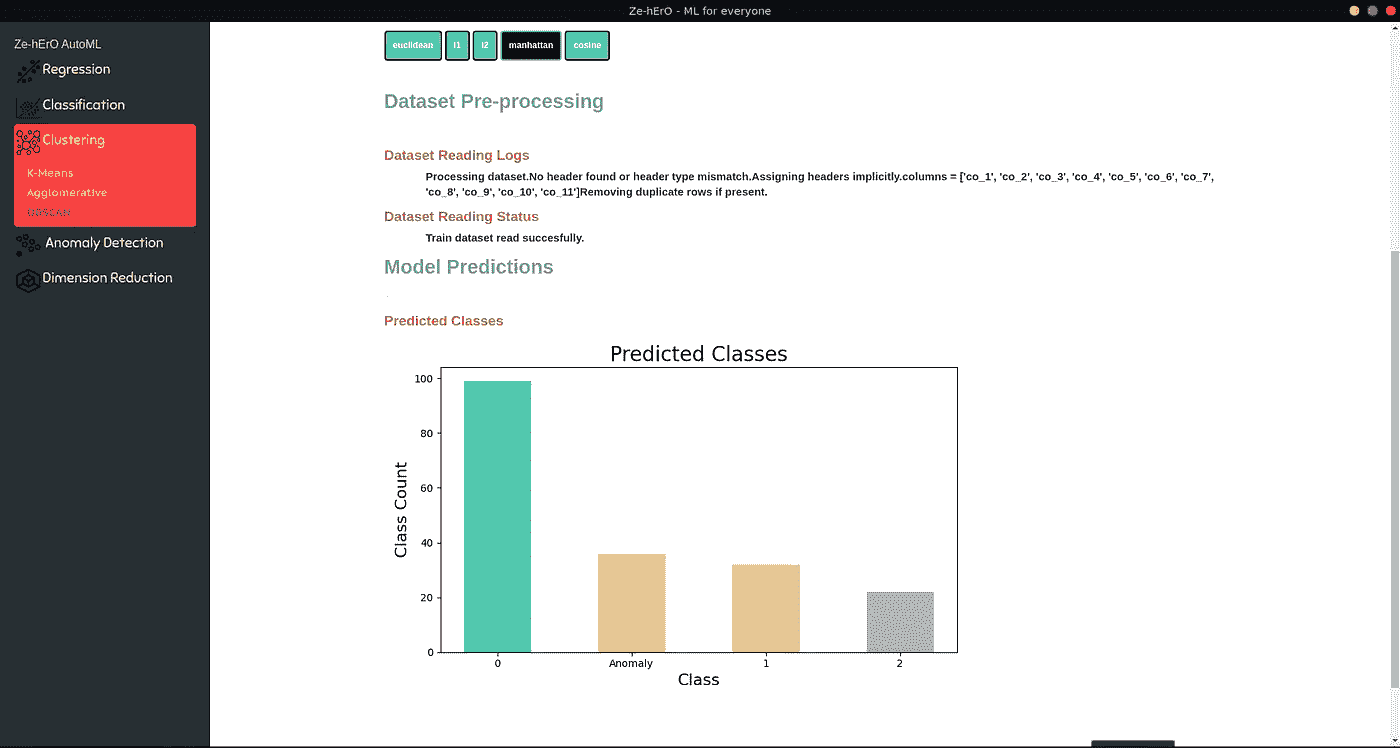 Ze-hErO - ML for everyone
Ze-hErO AutoML
Regression
Classification
Clustering
K-Means
Agglomerative
DBSCAN
Anomaly Detection
Dimension Reduction
euclidean l1 l2 manhattan cosine
Dataset Pre-processing
Dataset Reading Logs
Processing dataset.No header found or header type mismatch.Assigning headers implicitly.columns = ['co_1', 'co_2', 'co_3', 'co_4', 'co_5', 'co_6', 'co_7',
'co_8', 'co_9', 'co_10', 'co_11']Removing duplicate rows if present.
Dataset Reading Status
Train dataset read succesfully.
Model Predictions
Predicted Classes
Predicted Classes
Class Count
100
80
60
40
20
0
0 Anomaly 1 2
Class